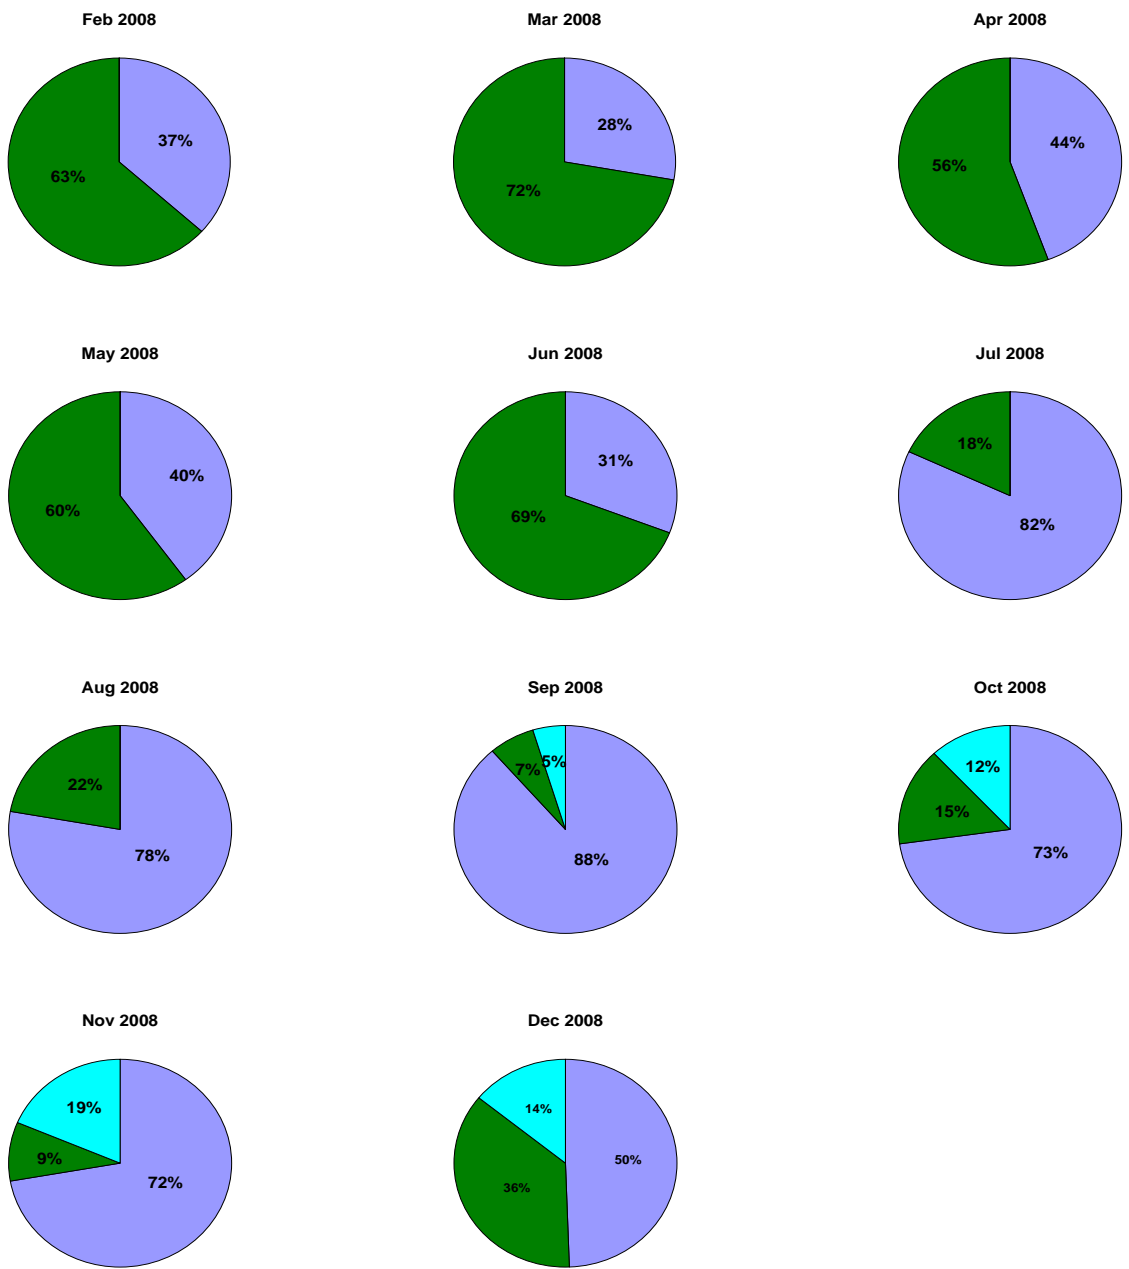 Feb 2008
Mar 2008
Apr 2008
37%
63%
28%
72%
44%
56%
May 2008
Jun 2008
Jul 2008
40%
60%
31%
69%
18%
82%
Aug 2008
Sep 2008
Oct 2008
22%
78%
7%
5%
88%
12%
15%
73%
Nov 2008
Dec 2008
19%
9%
72%
14%
50%
36%